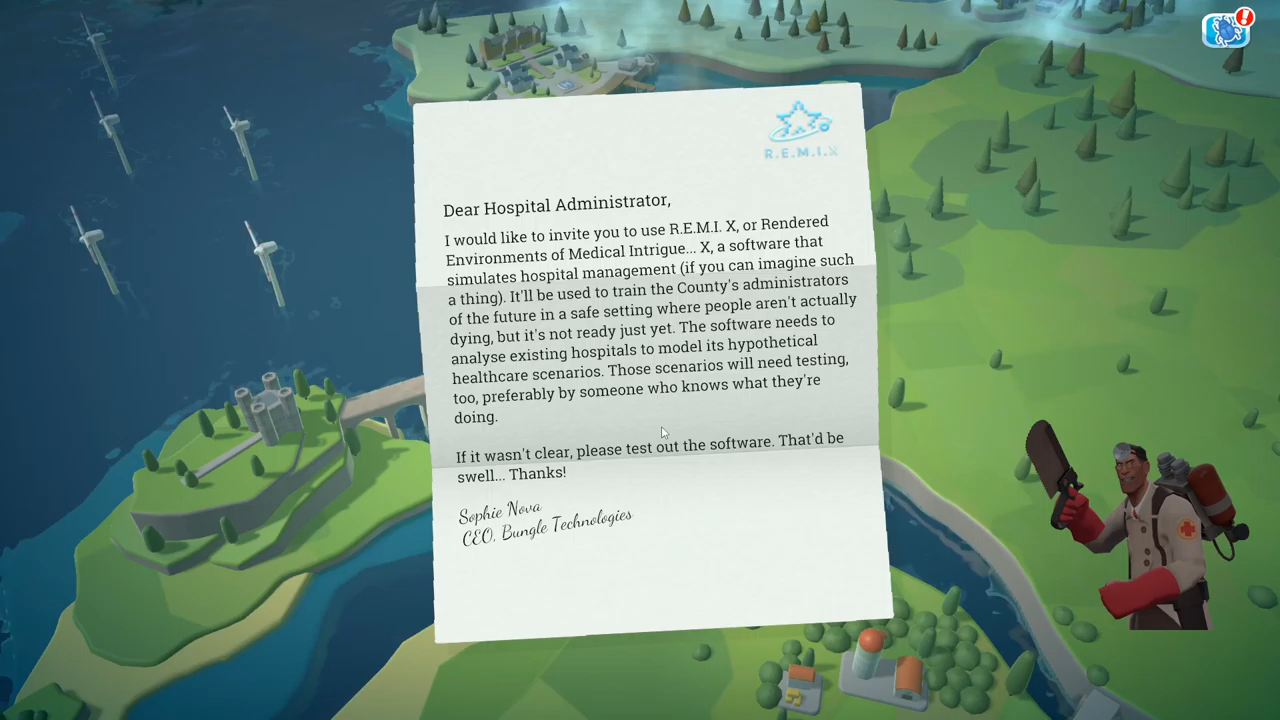 R.E.M.I.X
Dear Hospital Administrator,
I would like to invite you to use R.E.M.I. X, or Rendered
Environments of Medical Intrigue... X, a software that
simulates hospital management (if you can imagine such
a thing). It'll be used to train the County's administrators
of the future in a safe setting where people aren't actually
dying, but it's not ready just yet. The software needs to
analyse existing hospitals to model its hypothetical
healthcare scenarios. Those scenarios will need testing,
too, preferably by someone who knows what they're
doing.
If it wasn't clear, please test out the software. That'd be
swell... Thanks!
Sophie Nova
CEO, Bungle Technologies